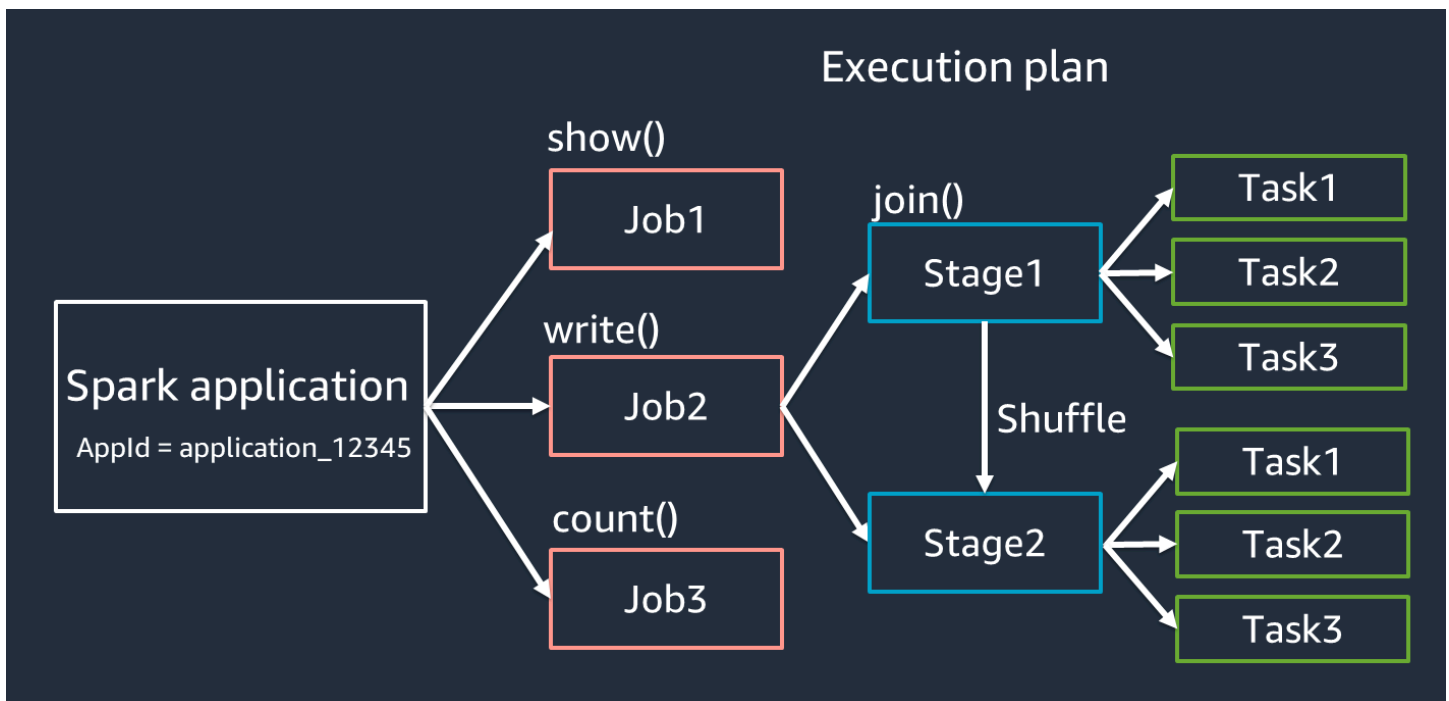 Execution plan
Spark application
AppId = application_12345
show()
Job1
write()
Job2
count()
Job3
join()
Stage1
Shuffle
Stage2
Task1
Task2
Task3
Task1
Task2
Task3